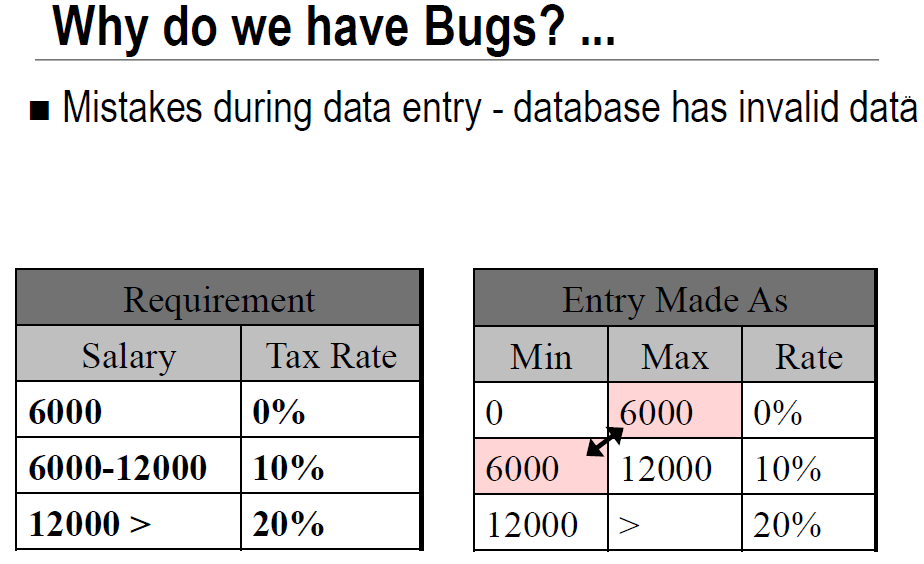 Why do we have Bugs? ...
■ Mistakes during data entry - database has invalid data
Requirement
Salary Tax Rate
6000 0%
6000-12000 10%
12000 > 20%
Entry Made As
Min Max Rate
0 6000 0%
6000 12000 10%
12000 > 20%